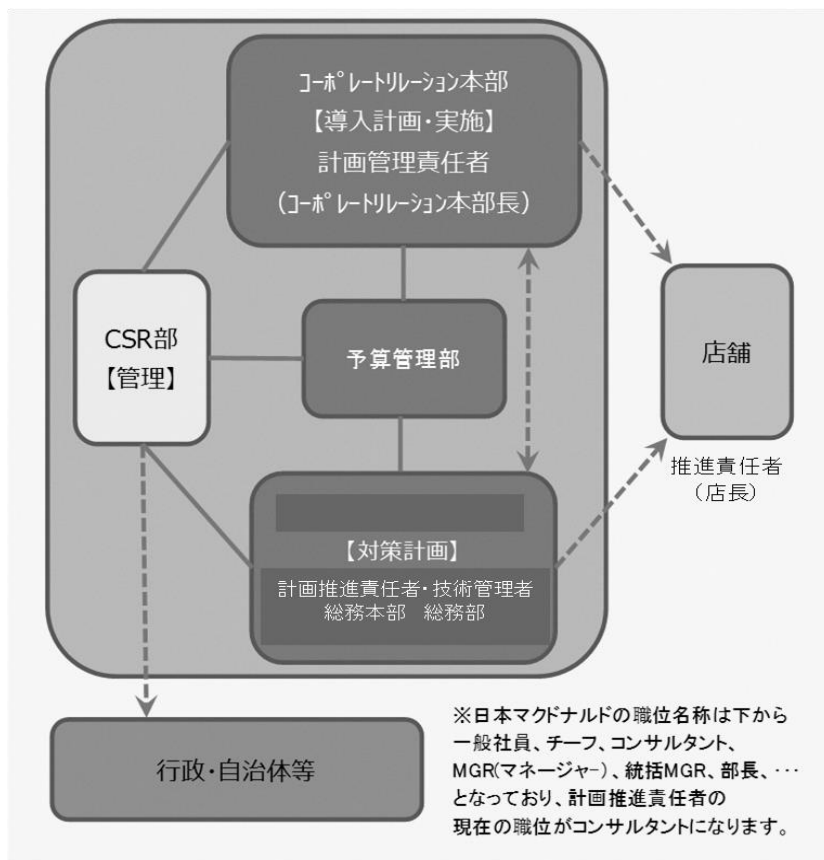 コーポレートリレーション本部
【導入計画・実施】
計画管理責任者
（コーポレートリレーション本部長）
CSR部
【管理】
予算管理部
店舗
推進責任者
（店長）
【対策計画】
計画推進責任者・技術管理者
総務本部　総務部
行政・自治体等
※日本マクドナルドの職位名称は下から
一般社員、チーフ、コンサルタント、
MGR(マネージャー)、統括MGR、部長、・・・
となっており、計画推進責任者の
現在の職位がコンサルタントになります。